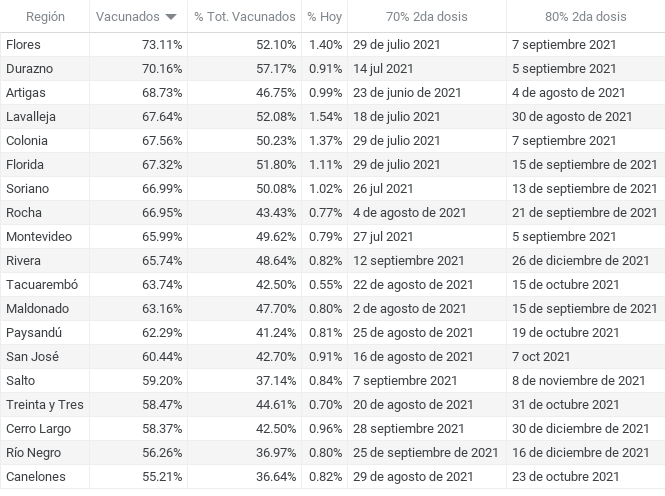 Región Vacunados % Tot. Vacunados % Hoy 70% 2da dosis 80% 2da dosis
Flores 73.11% 52.10% 1.40% 29 de julio 2021 7 septiembre 2021
Durazno 70.16% 57.17% 0.91% 14 jul 2021 5 septiembre 2021
Artigas 68.73% 46.75% 0.99% 23 de junio de 2021 4 de agosto de 2021
Lavalleja 67.64% 52.08% 1.54% 18 de julio 2021 30 de agosto de 2021
Colonia 67.56% 50.23% 1.37% 29 de julio 2021 7 septiembre 2021
Florida 67.32% 51.80% 1.11% 29 de julio 2021 15 de septiembre de 2021
Soriano 66.99% 50.08% 1.02% 26 jul 2021 13 de septiembre de 2021
Rocha 66.95% 43.43% 0.77% 4 de agosto de 2021 21 de septiembre de 2021
Montevideo 65.99% 49.62% 0.79% 27 jul 2021 5 septiembre 2021
Rivera 65.74% 48.64% 0.82% 12 septiembre 2021 26 de diciembre de 2021
Tacuarembó 63.74% 42.50% 0.55% 22 de agosto de 2021 15 de octubre 2021
Maldonado 63.16% 47.70% 0.80% 2 de agosto de 2021 15 de septiembre de 2021
Paysandú 62.29% 41.24% 0.81% 25 de agosto de 2021 19 de octubre 2021
San José 60.44% 42.70% 0.91% 16 de agosto de 2021 7 oct 2021
Salto 59.20% 37.14% 0.84% 7 septiembre 2021 8 de noviembre de 2021
Treinta y Tres 58.47% 44.61% 0.70% 20 de agosto de 2021 31 de octubre 2021
Cerro Largo 58.37% 42.50% 0.96% 28 septiembre 2021 30 de diciembre de 2021
Río Negro 56.26% 36.97% 0.80% 25 de septiembre de 2021 16 de diciembre de 2021
Canelones 55.21% 36.64% 0.82% 29 de agosto de 2021 23 de octubre 2021